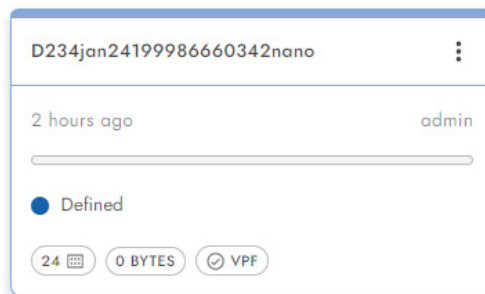 D234jan24199986660342nano
2 hours ago admin
Defined
24 0 BYTES VPF